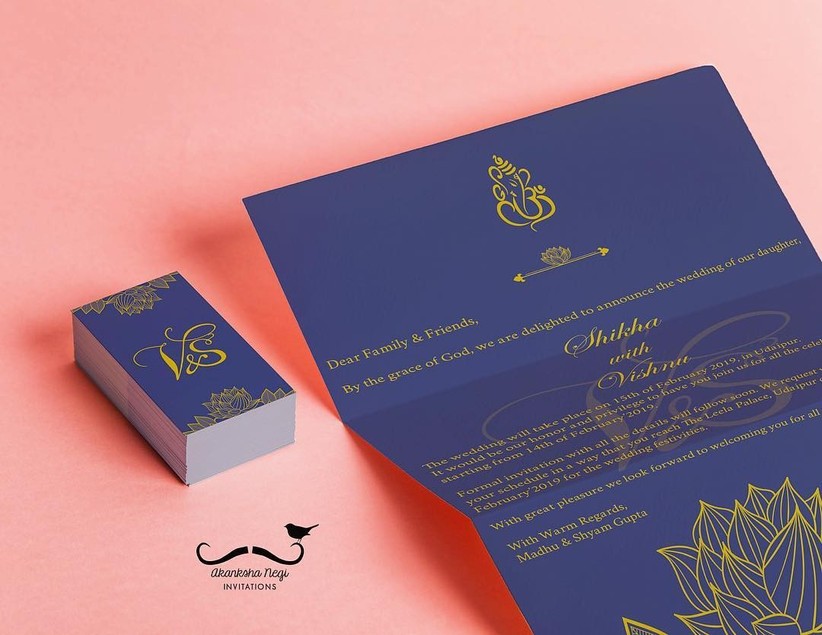 Dear Family & Friends,
By the grace of God, we are delighted to announce the wedding of our daughter,
Shikha
with
Vishnu
The wedding will take place on 15th of February 2019, in Udaipur
It would be our honor and Privilege to have you join us for all the
starting from 14th of February 2019.
Formal Invitation with all the details will follow soon. We request
your schedule in a way that you reach The Leela Palace, Udaipur
February 2019 for the wedding festivities.
With great pleasure we look forward to welcoming you for all
With Warm Regards,
Madhu & Shyam Gupta
V&S
V&S
Akanksha Negi
INVITATIONS